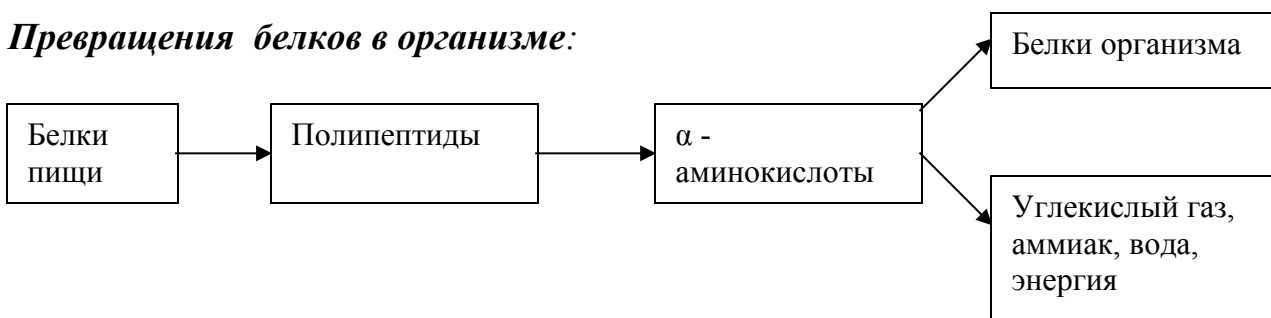 Превращения белков в организме:
Белки
пищи
Полипептиды
α -
аминокислоты
Белки организма
Углекислый газ,
аммиак, вода,
энергия